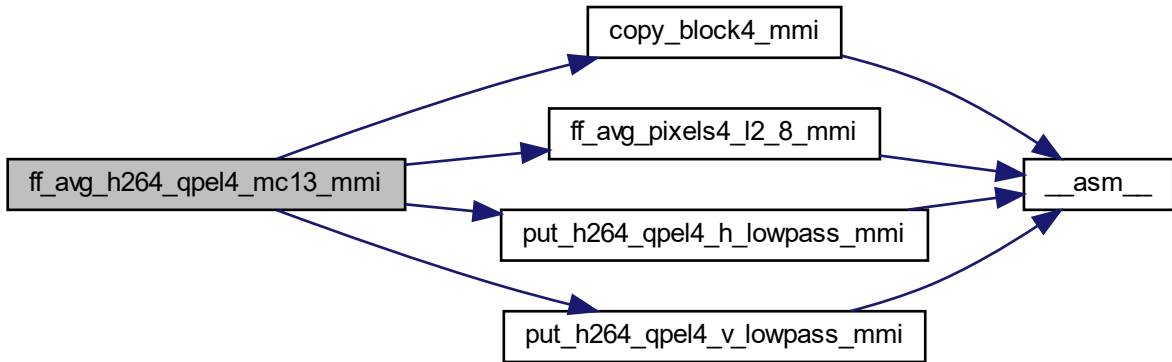 copy_block4_mmi
ff_avg_pixels4_l2_8_mmi
ff_avg_h264_qpel4_mc13_mmi
__asm__
put_h264_qpel4_h_lowpass_mmi
put_h264_qpel4_v_lowpass_mmi